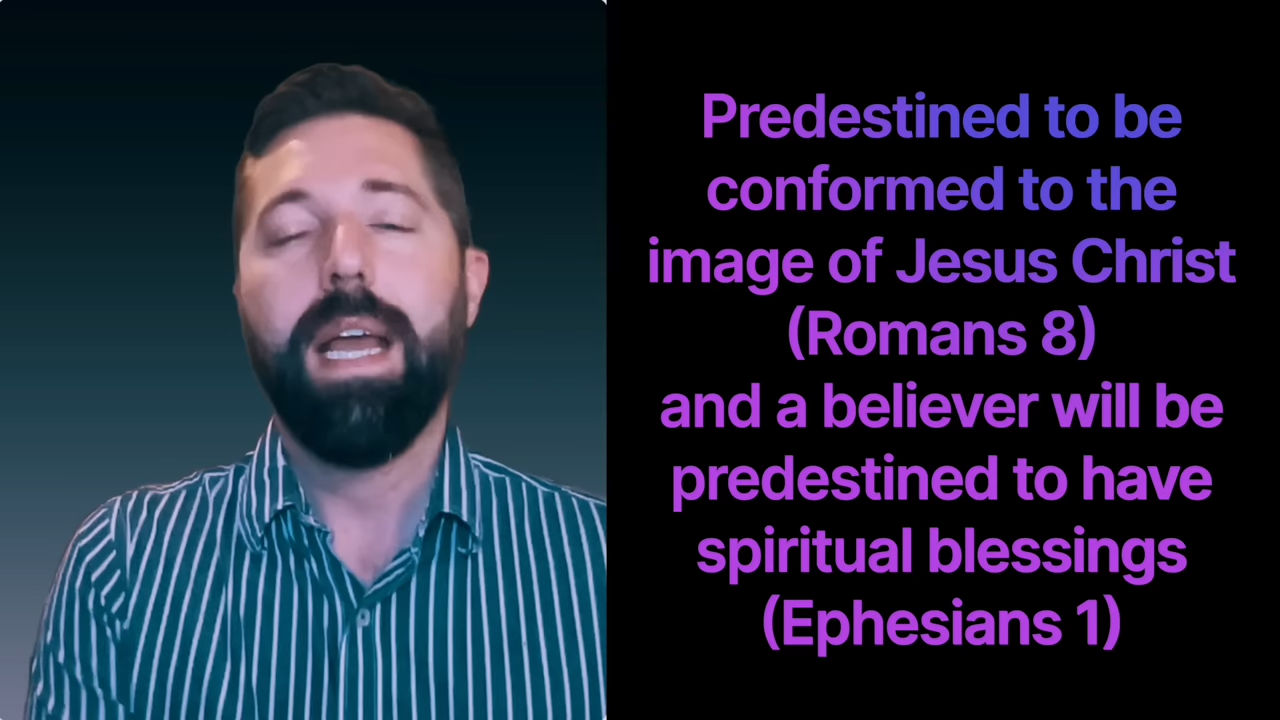 Predestined to be
conformed to the
image of Jesus Christ
(Romans 8)
and a believer will be
predestined to have
spiritual blessings
(Ephesians 1)